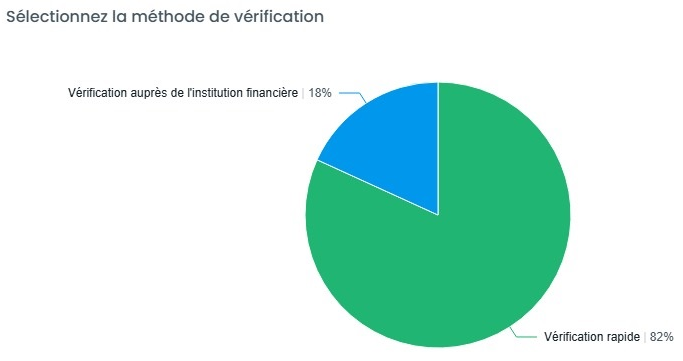 Sélectionnez la méthode de vérification
Vérification auprès de l'institution financière | 18%
Vérification rapide | 82%